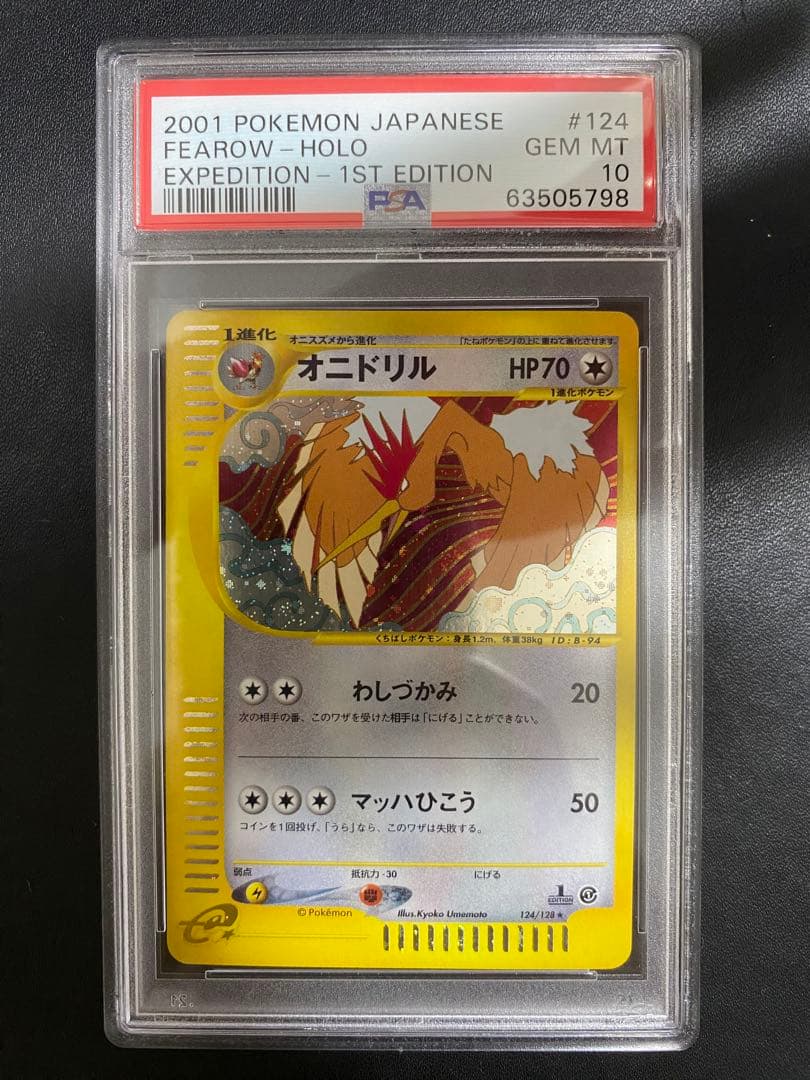 2001 POKEMON JAPANESE #124
FEAROW - HOLO GEM MT
EXPEDITION - 1ST EDITION 10
PSA 63505798
1進化 オニスズメから進化 「たねポケモン」の上に重ねて進化させます。
オニドリル HP70
1進化ポケモン
くちばしポケモン:身長1.2m、体重38kg ID:B-94
わしづかみ 20
次の相手の番、このワザを受けた相手は「にげる」ことができない。
マッハひこう 50
コインを1回投げ、「うら」なら、このワザは失敗する。
弱点 抵抗力・30 にげる
1 EDITION
©Pokémon Illus.Kyoko Umemoto 124/128★
e